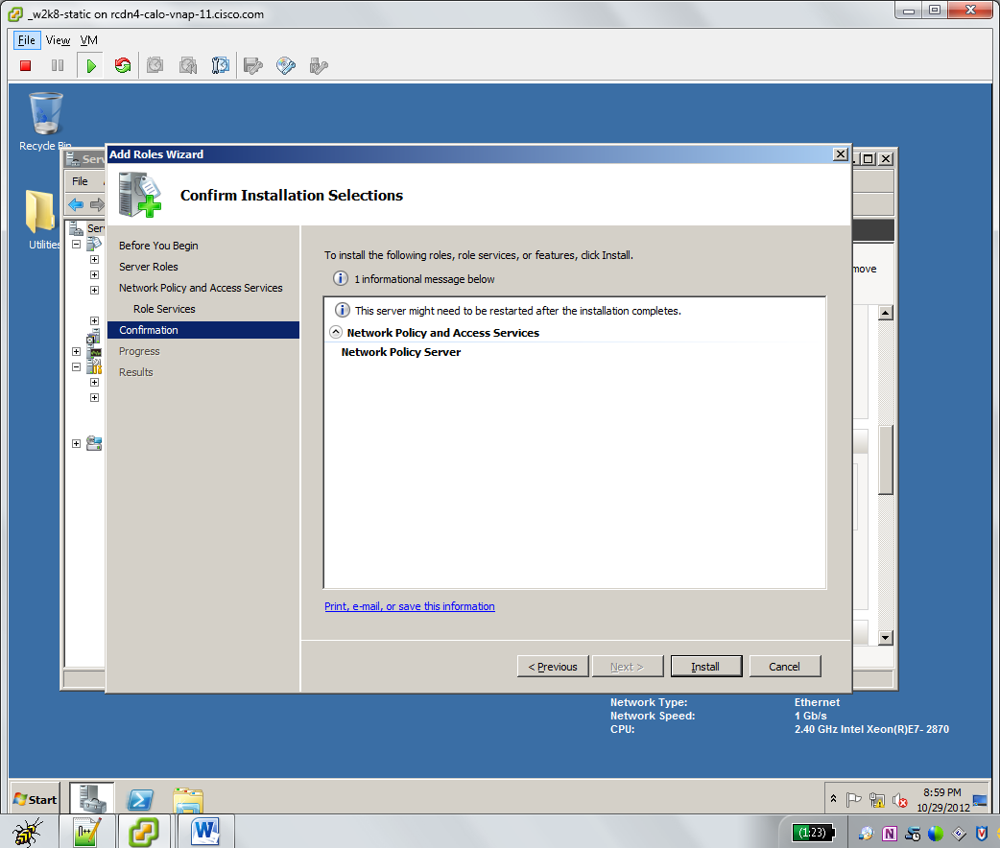 _w2k8-static on rcdn4-calo-vnap-11.cisco.com
File View VM
Recycle Bin
Serv
Add Roles Wizard
File
Confirm Installation Selections
Utilities
Serv
Before You Begin
Server Roles
Network Policy and Access Services
Role Services
Confirmation
Progress
Results
To install the following roles, role services, or features, click Install.
1 informational message below
This server might need to be restarted after the installation completes.
Network Policy and Access Services
Network Policy Server
move
Print, e-mail, or save this information
< Previous
Next >
Install
Cancel
Network Type: Ethernet
Network Speed: 1 Gb/s
CPU: 2.40 GHz Intel Xeon(R)E7- 2870
Start
8:59 PM
10/29/2012
(1:23)